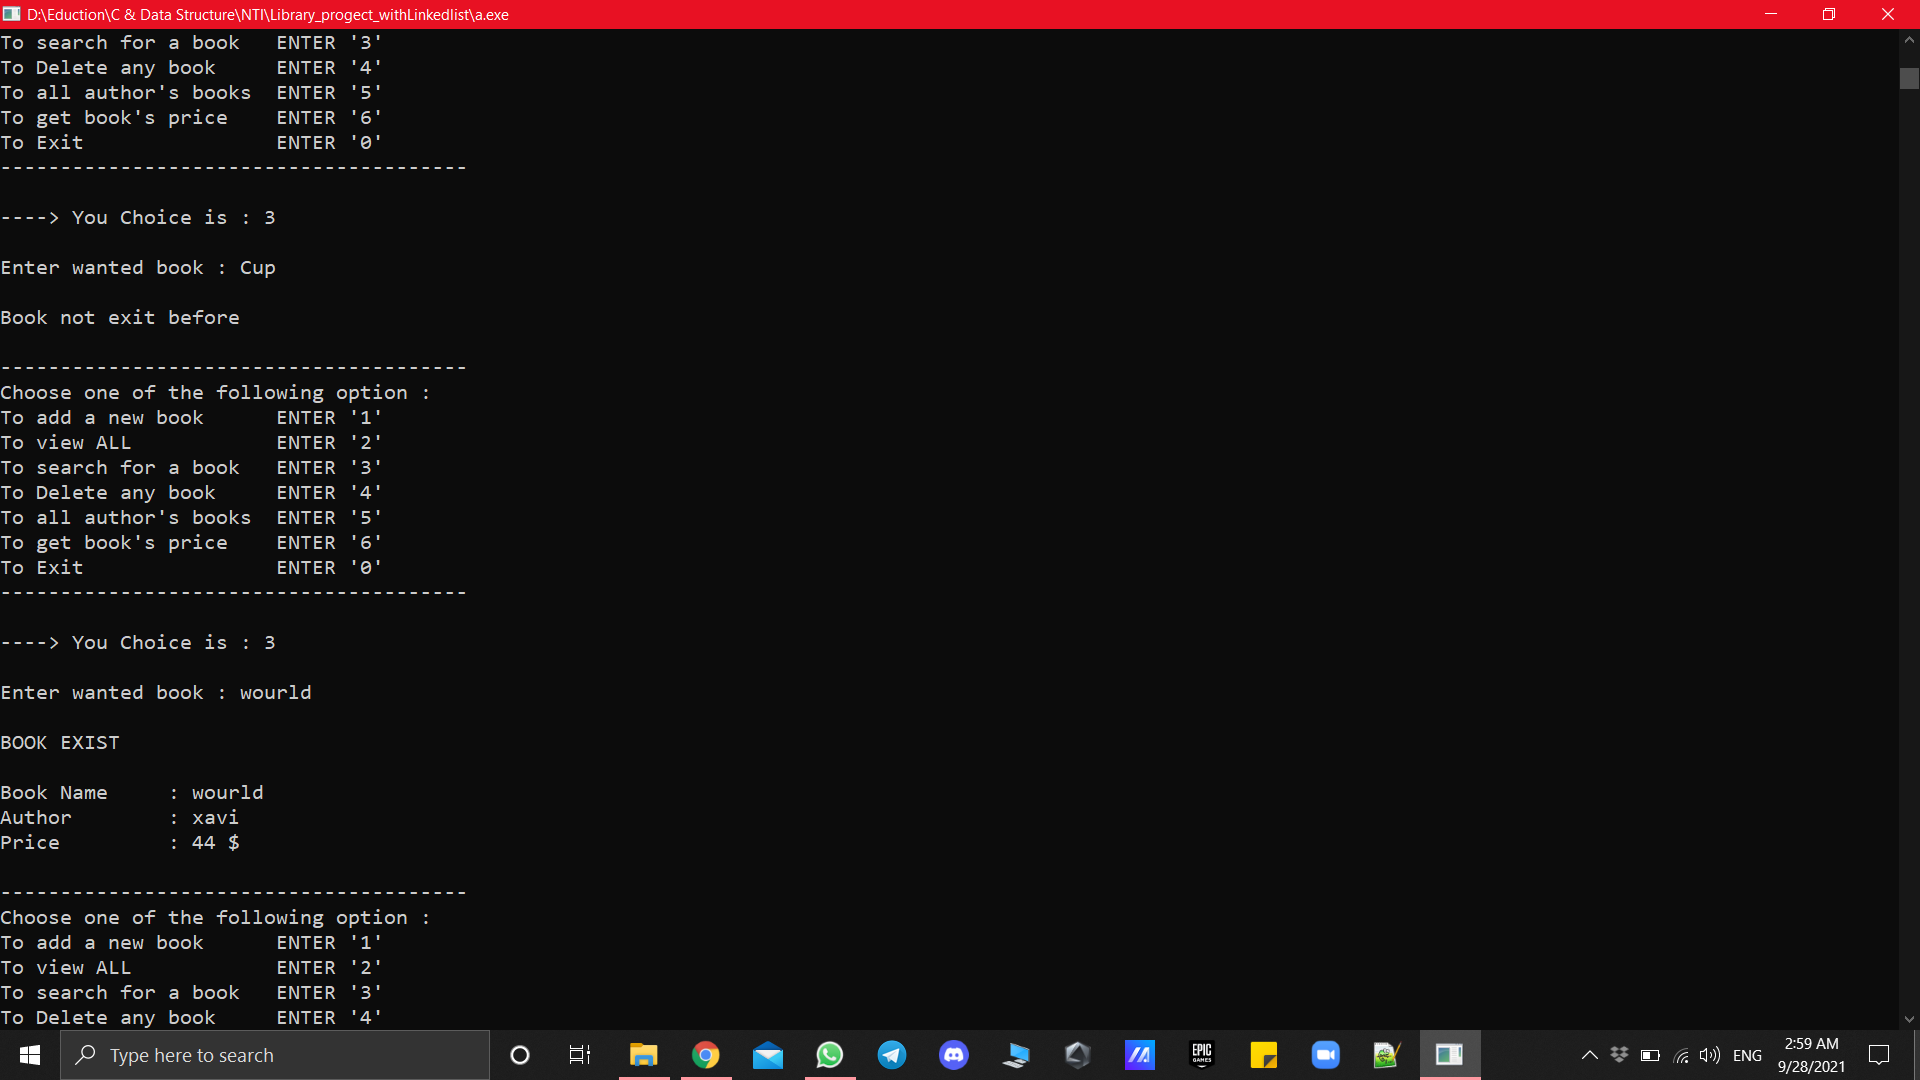 D:\Eduction\C & Data Structure\NTI\Library_progect_withLinkedlist\a.exe
To search for a book   ENTER '3'
To Delete any book     ENTER '4'
To all author's books  ENTER '5'
To get book's price    ENTER '6'
To Exit                ENTER '0'
---------------------------------------
----> You Choice is : 3
Enter wanted book : Cup
Book not exit before
---------------------------------------
Choose one of the following option :
To add a new book      ENTER '1'
To view ALL            ENTER '2'
To search for a book   ENTER '3'
To Delete any book     ENTER '4'
To all author's books  ENTER '5'
To get book's price    ENTER '6'
To Exit                ENTER '0'
---------------------------------------
----> You Choice is : 3
Enter wanted book : wourld
BOOK EXIST
Book Name     : wourld
Author        : xavi
Price         : 44 $
---------------------------------------
Choose one of the following option :
To add a new book      ENTER '1'
To view ALL            ENTER '2'
To search for a book   ENTER '3'
To Delete any book     ENTER '4'
Type here to search
EPIC GAMES
ENG
2:59 AM
9/28/2021